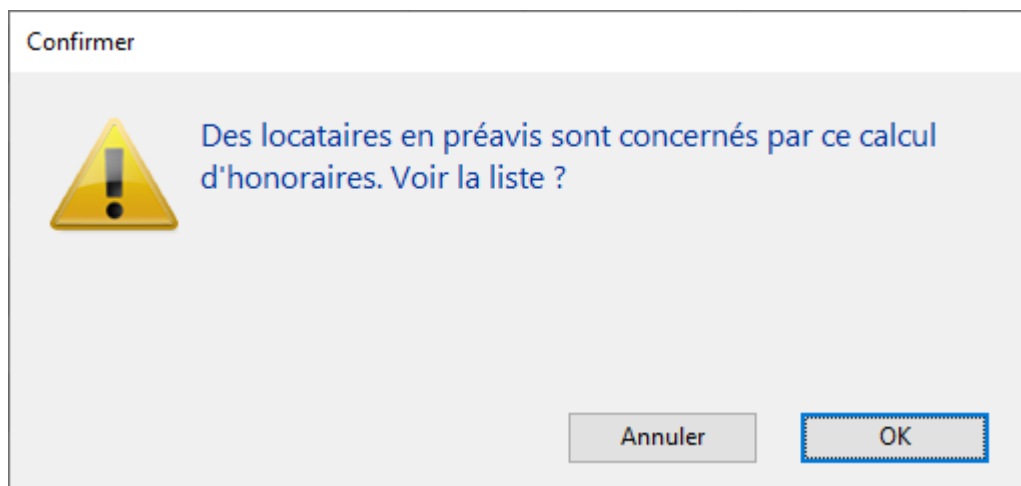 Confirmer
Des locataires en préavis sont concernés par ce calcul
d'honoraires. Voir la liste ?
Annuler
OK